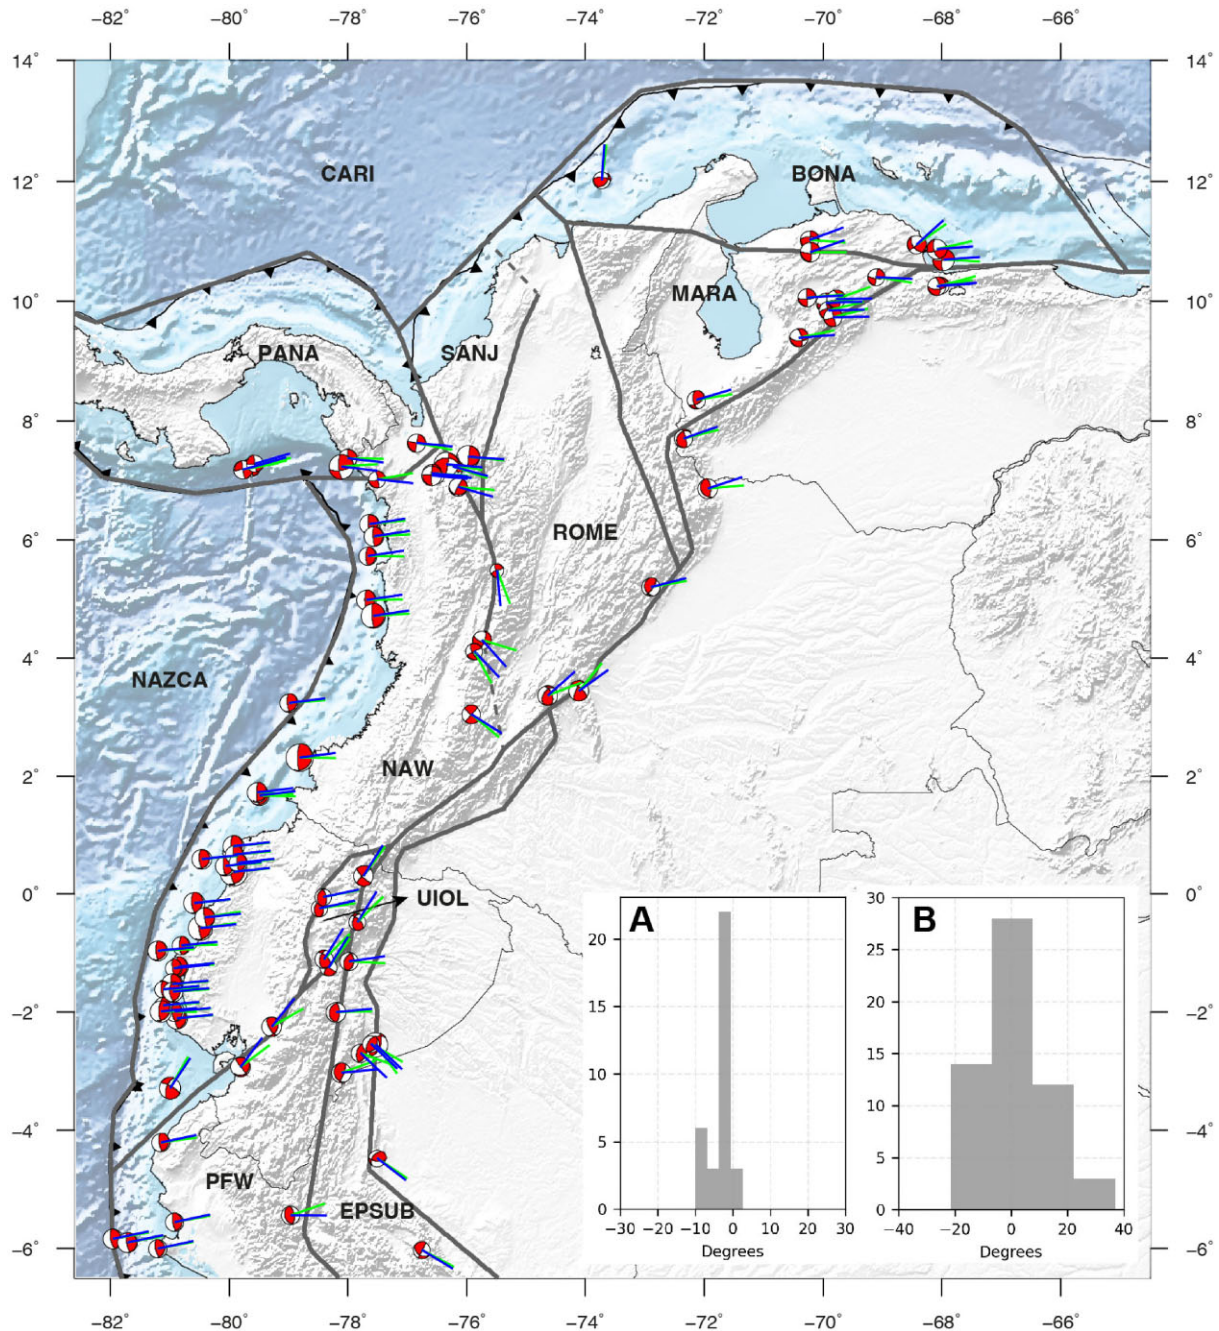 −82° −80° −78° −76° −74° −72° −70° −68° −66°
14° 14°
CARI BONA
12° 12°
MARA
10° 10°
PANA SANJ
8° 8°
ROME
6° 6°
4° 4°
NAZCA
NAW
2° 2°
0° UIOL 0°
A B
20
15
10
5
0
−30 −20 −10 0 10 20 30
Degrees
30
25
20
15
10
5
0
−40 −20 0 20 40
Degrees
−2° −2°
−4° −4°
PFW
EPSUB
−6° −6°
−82° −80° −78° −76° −74° −72° −70° −68° −66°